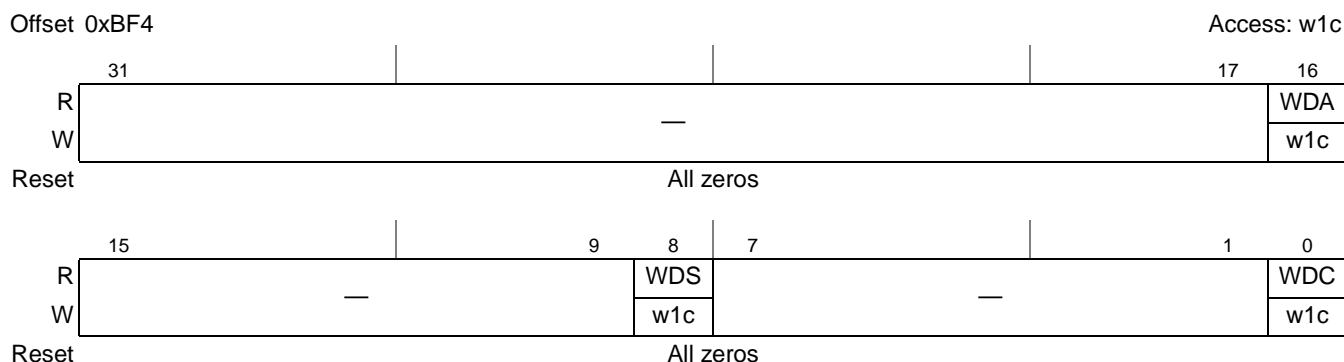 Offset 0xBF4 Access: w1c
31 17 16
R WDA
—
W w1c
Reset All zeros
15 9 8 7 1 0
R WDS WDC
— —
W w1c w1c
Reset All zeros